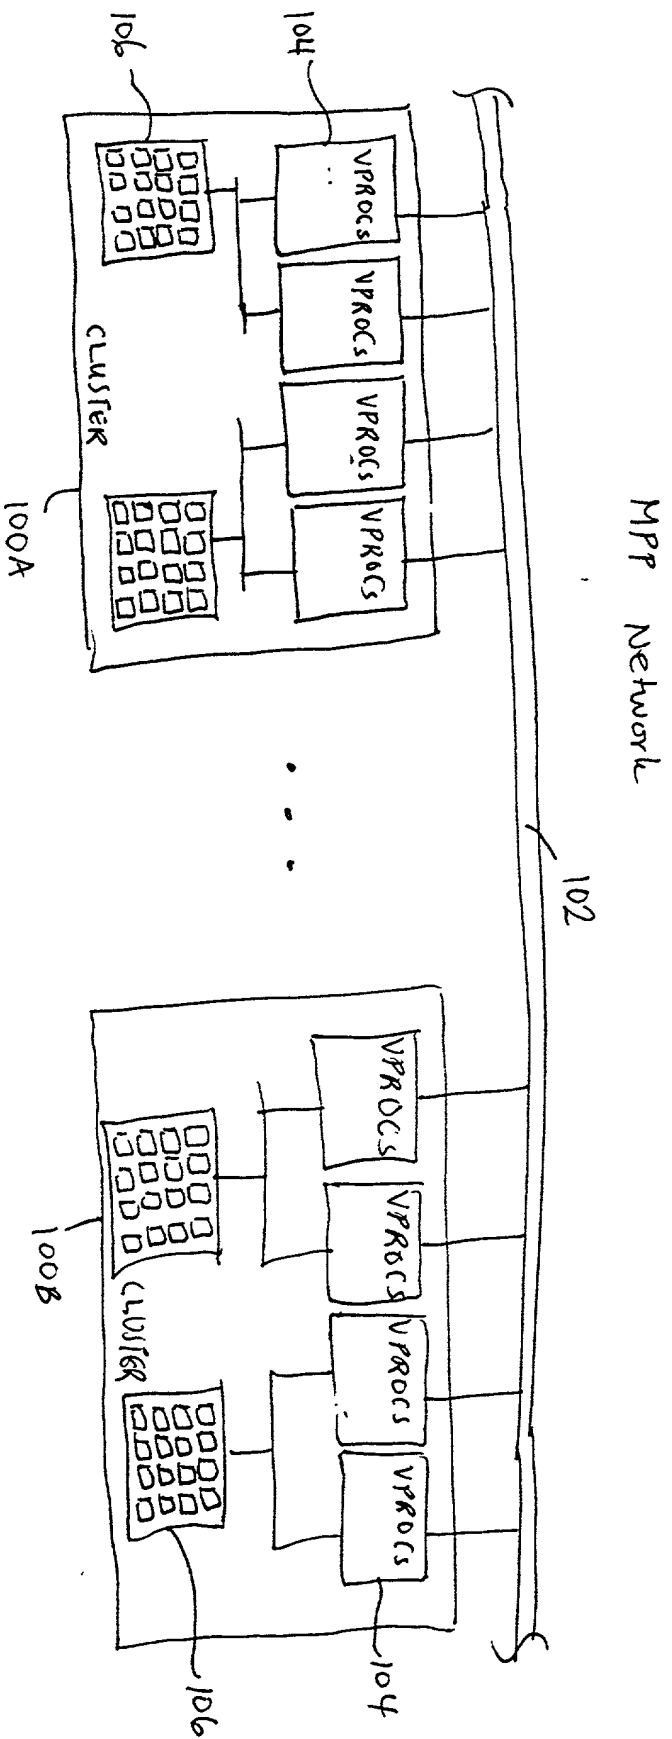 MPP Network
102
104
106
VPROCs
VPROCs
VPROCs
VPROCs
CLUSTER
100A
VPROCS
VPROCS
VPROCS
VPROCs
104
CLUSTER
106
100B